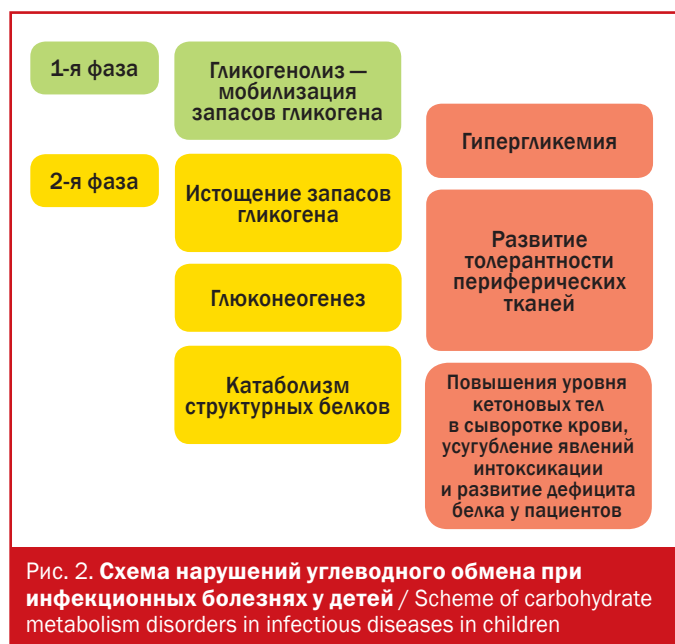 1-я фаза
Гликогенолиз —
мобилизация
запасов гликогена
Гипергликемия
2-я фаза
Истощение запасов
гликогена
Развитие
толерантности
периферических
тканей
Глюконеогенез
Катаболизм
структурных белков
Повышения уровня
кетоновых тел
в сыворотке крови,
усугубление явлений
интоксикации
и развитие дефицита
белка у пациентов
Рис. 2. Схема нарушений углеводного обмена при
инфекционных болезнях у детей / Scheme of carbohydrate
metabolism disorders in infectious diseases in children